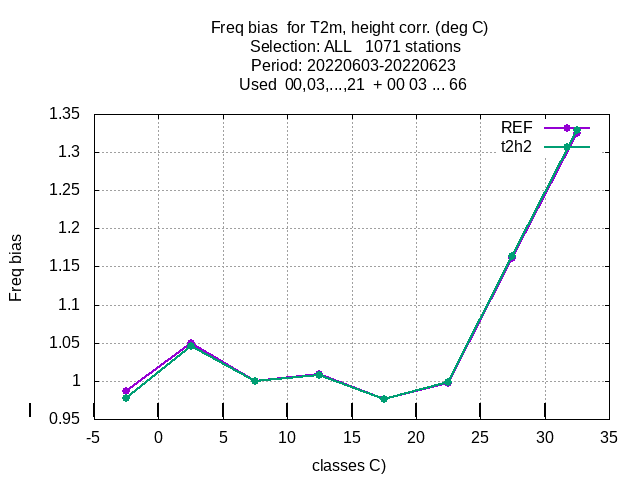 Freq bias  for T2m, height corr. (deg C)
Selection: ALL   1071 stations
Period: 20220603-20220623
Used  00,03,...,21  + 00 03 ... 66
REF
t2h2
1.35
1.3
1.25
1.2
1.15
1.1
1.05
1
0.95
Freq bias
-5 0 5 10 15 20 25 30 35
classes C)